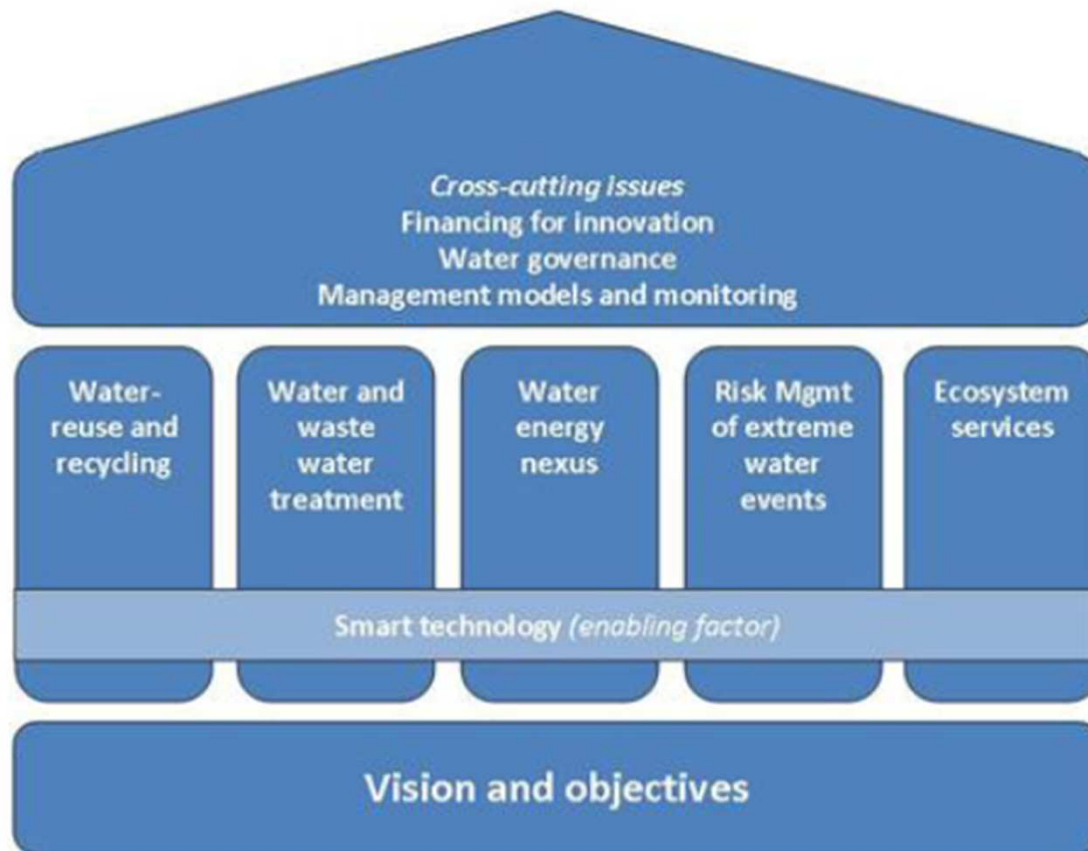 Cross-cutting issues
Financing for innovation
Water governance
Management models and monitoring
Water-
reuse and
recycling
Water and
waste
water
treatment
Water
energy
nexus
Risk Mgmt
of extreme
water
events
Ecosystem
services
Smart technology (enabling factor)
Vision and objectives